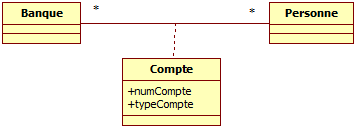 Banque * * Personne
Compte
+numCompte
+typeCompte